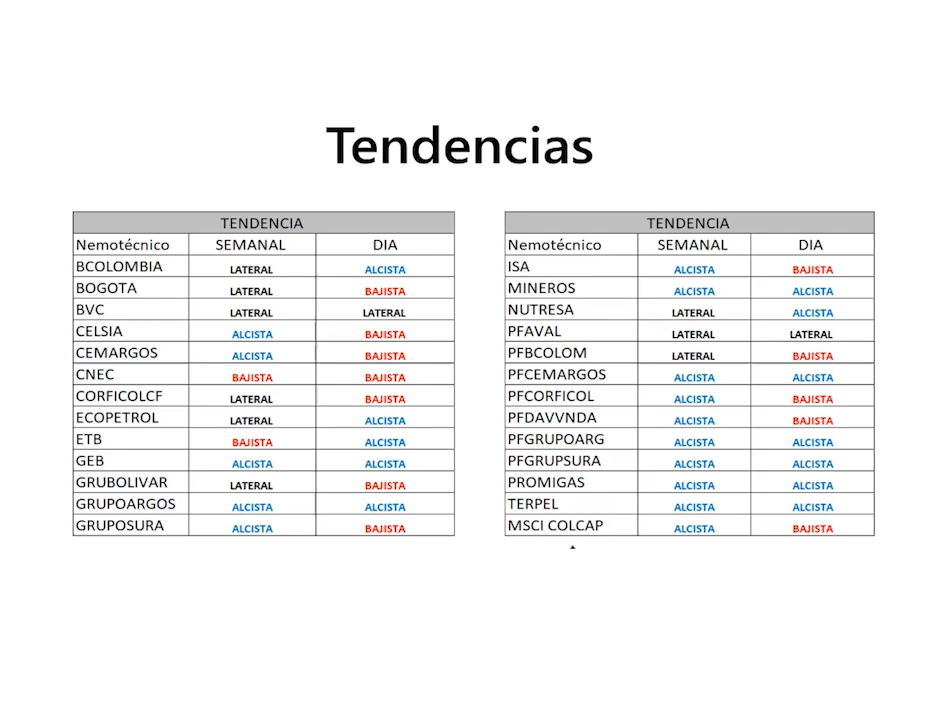 Tendencias
TENDENCIA
Nemotécnico SEMANAL DIA
BCOLOMBIA LATERAL ALCISTA
BOGOTA LATERAL BAJISTA
BVC LATERAL LATERAL
CELSIA ALCISTA BAJISTA
CEMARGOS ALCISTA BAJISTA
CNEC BAJISTA BAJISTA
CORFICOLCF LATERAL BAJISTA
ECOPETROL LATERAL ALCISTA
ETB BAJISTA ALCISTA
GEB ALCISTA ALCISTA
GRUBOLIVAR LATERAL BAJISTA
GRUPOARGOS ALCISTA ALCISTA
GRUPOSURA ALCISTA BAJISTA
TENDENCIA
Nemotécnico SEMANAL DIA
ISA ALCISTA BAJISTA
MINEROS ALCISTA ALCISTA
NUTRESA LATERAL ALCISTA
PFAVAL LATERAL LATERAL
PFBCOLOM LATERAL BAJISTA
PFCEMARGOS ALCISTA ALCISTA
PFCORFICOL ALCISTA BAJISTA
PFDAVVNDA ALCISTA BAJISTA
PFGRUPOARG ALCISTA ALCISTA
PFGRUPSURA ALCISTA ALCISTA
PROMIGAS ALCISTA ALCISTA
TERPEL ALCISTA ALCISTA
MSCI COLCAP ALCISTA BAJISTA